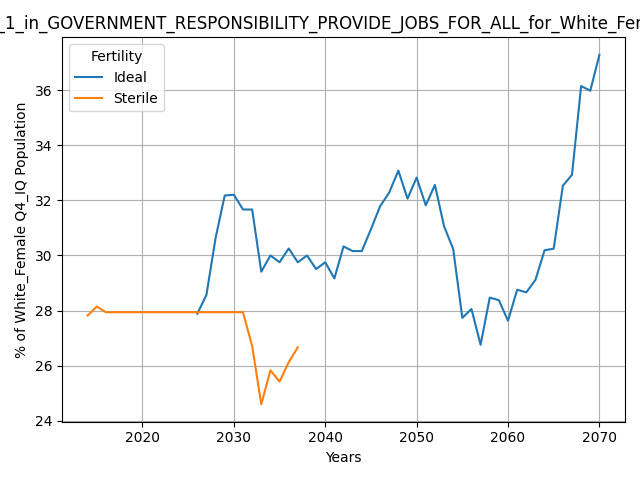 _1_in_GOVERNMENT_RESPONSIBILITY_PROVIDE_JOBS_FOR_ALL_for_White_Fe
Fertility
Ideal
Sterile
% of White_Female Q4_IQ Population
36
34
32
30
28
26
24
2020 2030 2040 2050 2060 2070
Years